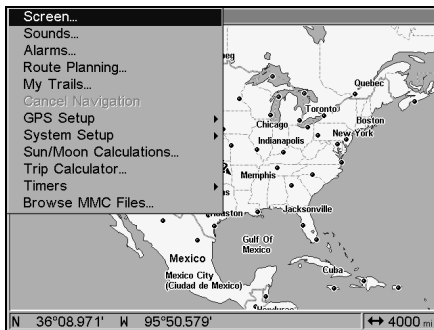 Screen...
Sounds...
Alarms...
Route Planning...
My Trails...
Cancel Navigation
GPS Setup
System Setup
Sun/Moon Calculations...
Trip Calculator...
Timers
Browse MMC Files...
Quebec
Toronto
Boston
Chicago
New York
Indianapolis
Memphis
Jacksonville
Houston
Gulf Of
Mexico
Mexico
Cuba
Mexico City
(Ciudad de Mexico)
Honduras
N 36°08.971' W 95°50.579' ↔ 4000 mi